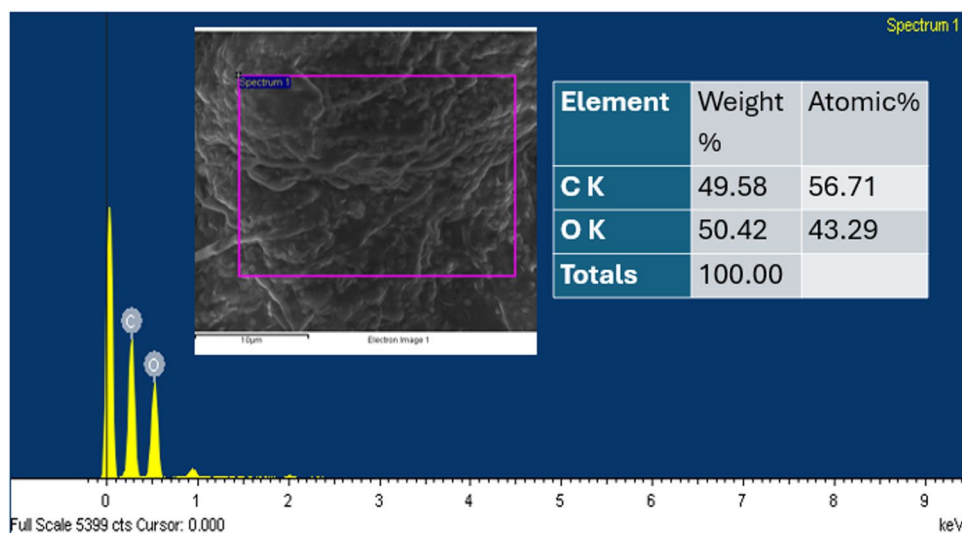 Spectrum 1
Spectrum 1
Element Weight % Atomic%
C K 49.58 56.71
O K 50.42 43.29
Totals 100.00
10µm Electron Image 1
C
O
0 1 2 3 4 5 6 7 8 9
Full Scale 5399 cts Cursor: 0.000 keV